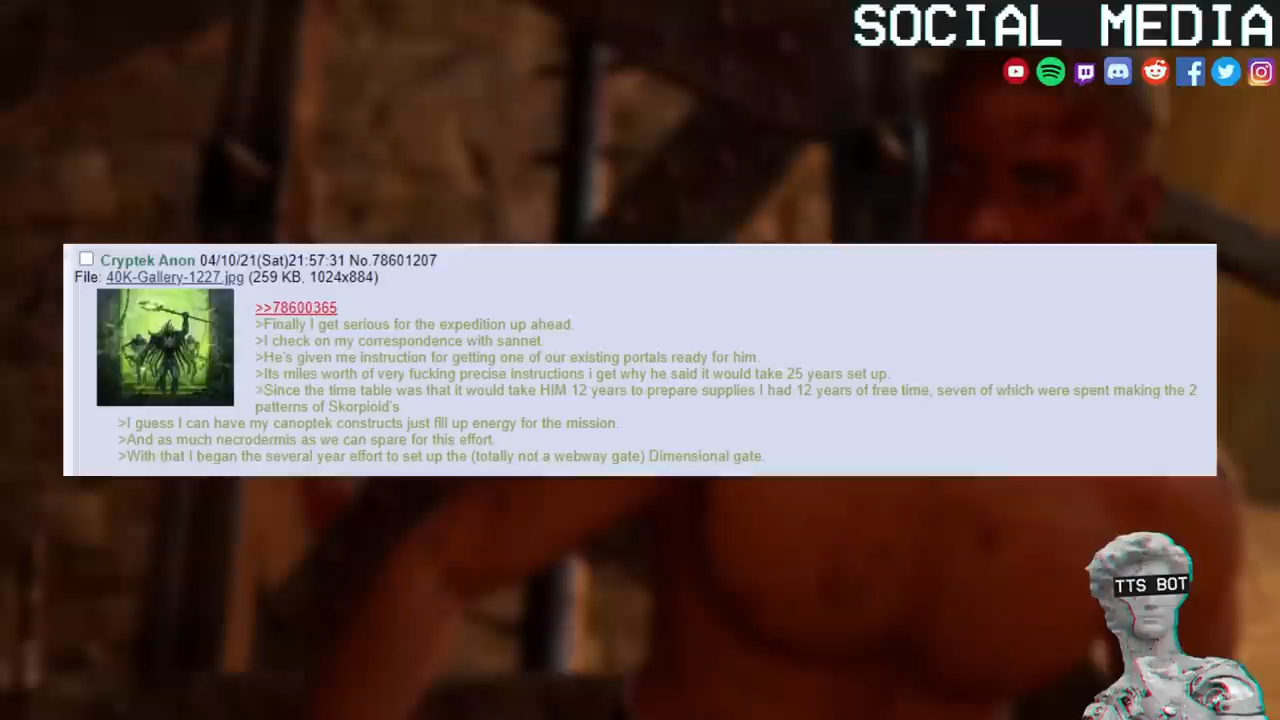 SOCIAL MEDIA
Cryptek Anon 04/10/21(Sat)21:57:31 No.78601207
File: 40K-Gallery-1227.jpg (259 KB, 1024x884)
>>78600365
>Finally I get serious for the expedition up ahead.
>I check on my correspondence with sannet.
>He's given me instruction for getting one of our existing portals ready for him.
>Its miles worth of very fucking precise instructions i get why he said it would take 25 years set up.
>Since the time table was that it would take HIM 12 years to prepare supplies I had 12 years of free time, seven of which were spent making the 2
patterns of Skorpioid's
>I guess I can have my canoptek constructs just flll up energy for the mission.
>And as much necrodermis as we can spare for this effort.
>With that I began the several year effort to set up the (totally not a webway gate) Dimensional gate.
TTS BOT